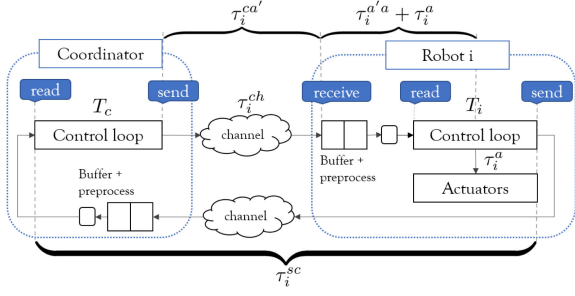 τ_i^{ca'}
τ_i^{a'a} + τ_i^a
Coordinator
Robot i
read
send
receive
read
send
T_c
τ_i^{ch}
T_i
Control loop
channel
Control loop
Buffer +
preprocess
τ_i^a
Actuators
Buffer +
preprocess
channel
τ_i^{sc}